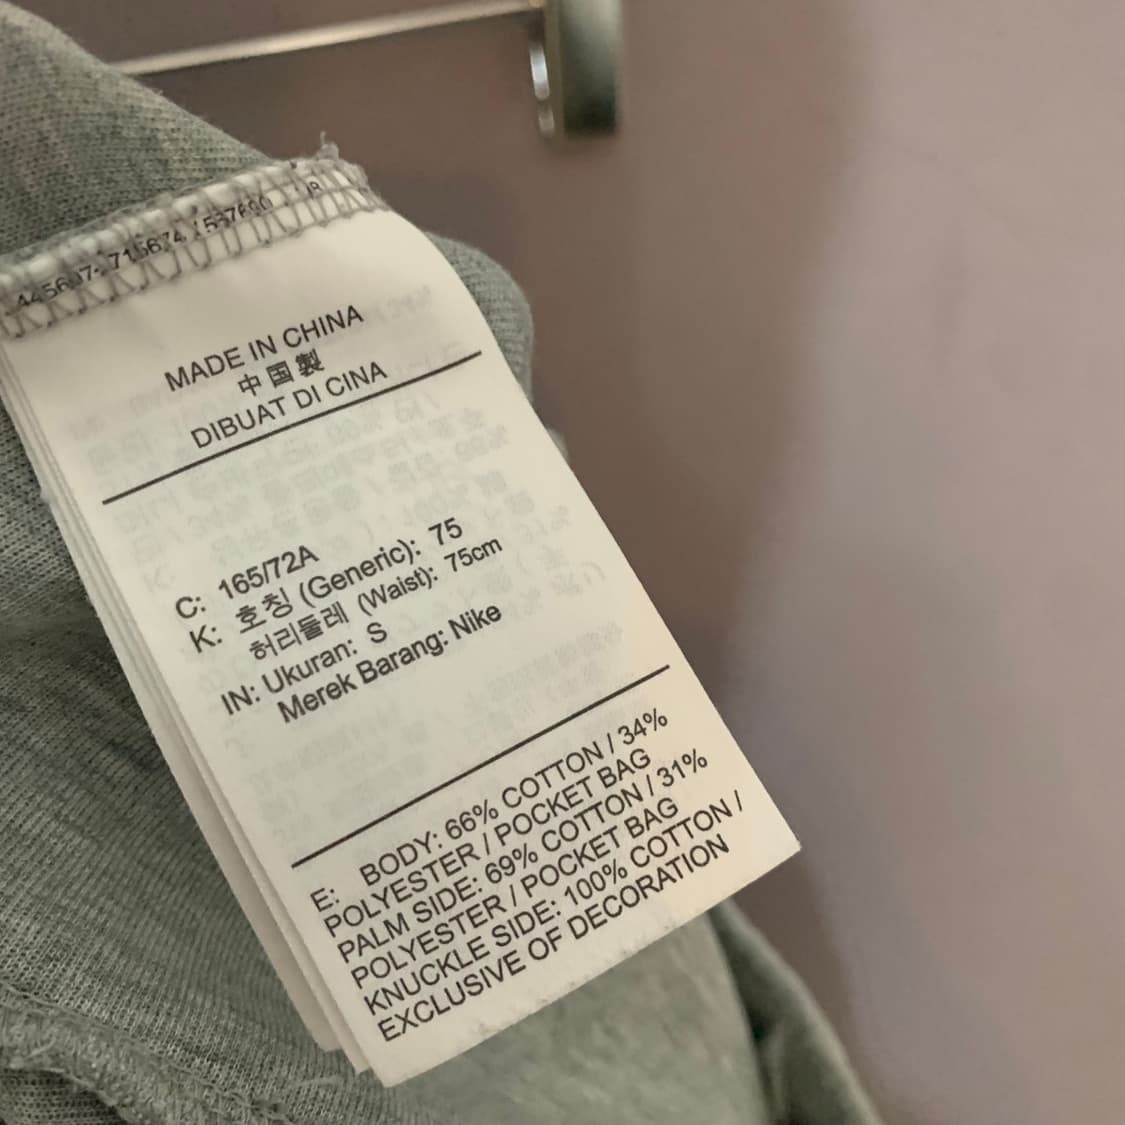 MADE IN CHINA
中国製
DIBUAT DI CINA
C: 165/72A
K: 호칭 (Generic): 75
허리둘레 (Waist): 75cm
IN: Ukuran: S
Merek Barang: Nike
E: BODY: 66% COTTON / 34%
POLYESTER / POCKET BAG
PALM SIDE: 69% COTTON / 31%
POLYESTER / POCKET BAG
KNUCKLE SIDE: 100% COTTON /
EXCLUSIVE OF DECORATION